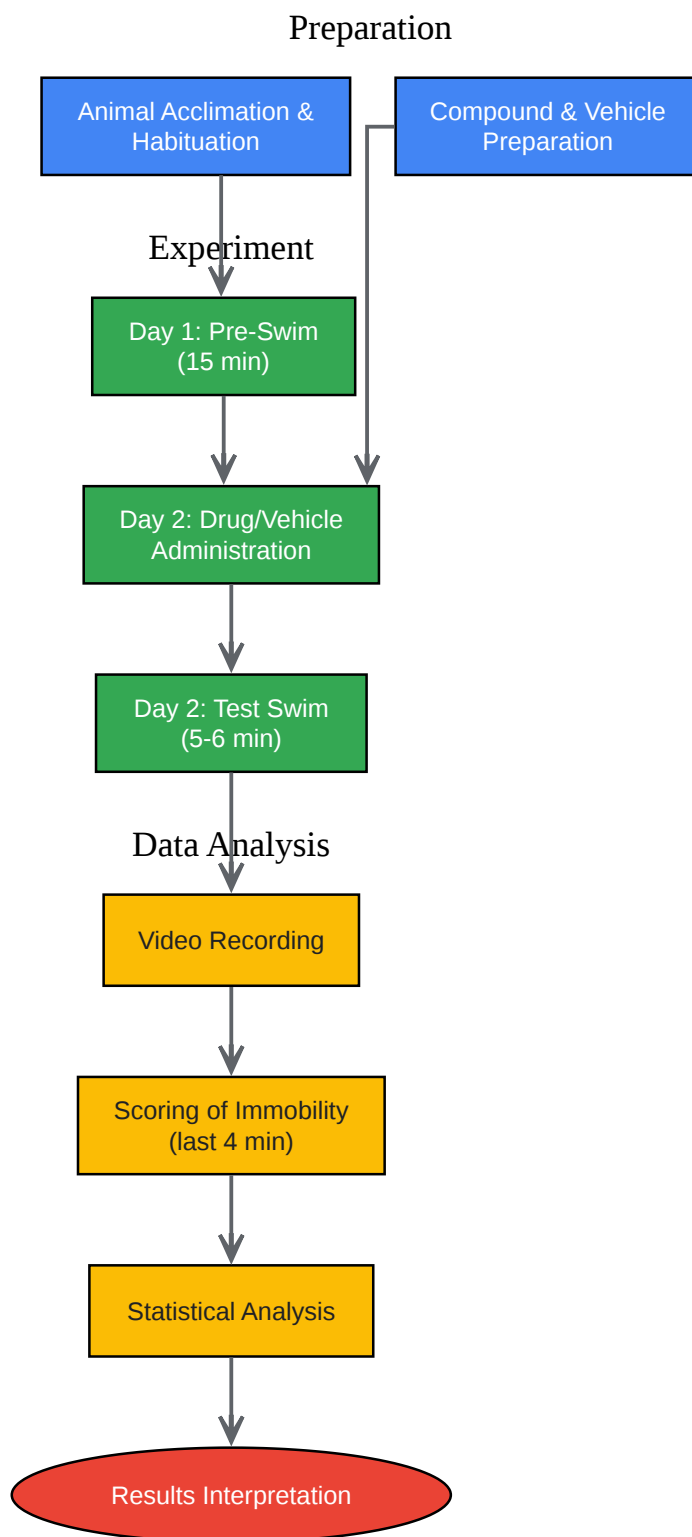 Preparation
Animal Acclimation &
Habituation
Compound & Vehicle
Preparation
Experiment
Day 1: Pre-Swim
(15 min)
Day 2: Drug/Vehicle
Administration
Day 2: Test Swim
(5-6 min)
Data Analysis
Video Recording
Scoring of Immobility
(last 4 min)
Statistical Analysis
Results Interpretation